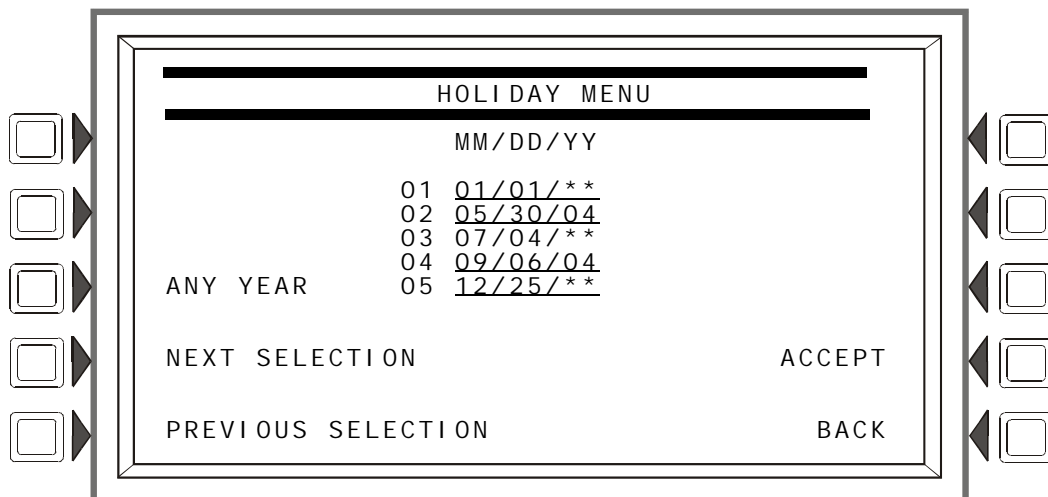 HOLIDAY MENU
MM/DD/YY
01 01/01/**
02 05/30/04
03 07/04/**
04 09/06/04
ANY YEAR 05 12/25/**
NEXT SELECTION ACCEPT
PREVIOUS SELECTION BACK